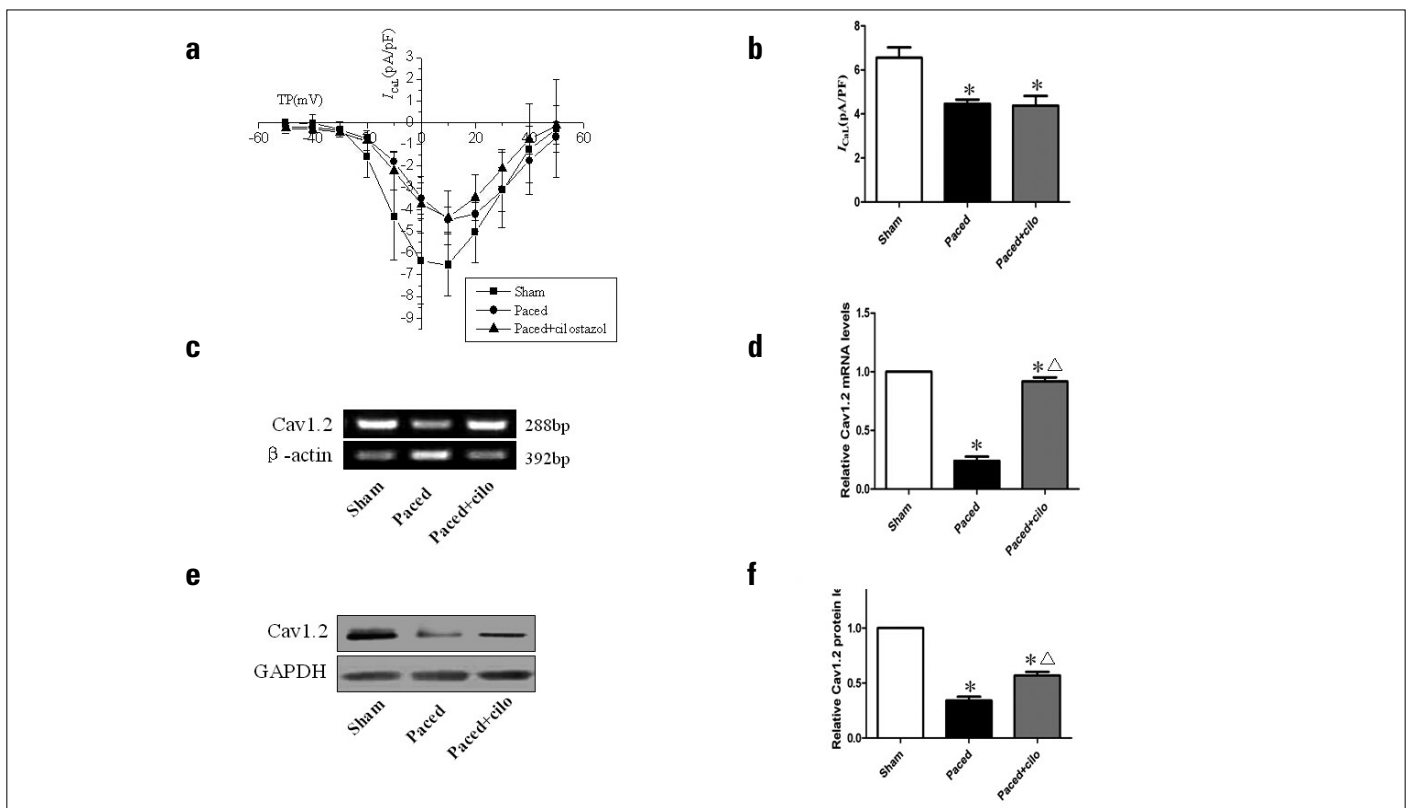 a
I CaL (pA/pF)
TP(mV)
3
2
1
0
-1
-2
-3
-4
-5
-6
-7
-8
-9
-60 -40 -20 0 20 40 60
Sham
Paced
Paced+cilostazol
b
I CaL (pA/PF)
8
6
4
2
0
* *
Sham Paced Paced+cilo
c
Cav1.2 288bp
β-actin 392bp
Sham Paced Paced+cilo
d
Relative Cav1.2 mRNA levels
1.5
1.0
0.5
0.0
* *△
Sham Paced Paced+cilo
e
Cav1.2
GAPDH
Sham Paced Paced+cilo
f
Relative Cav1.2 protein le
1.0
0.5
0.0
* *△
Sham Paced Paced+cilo